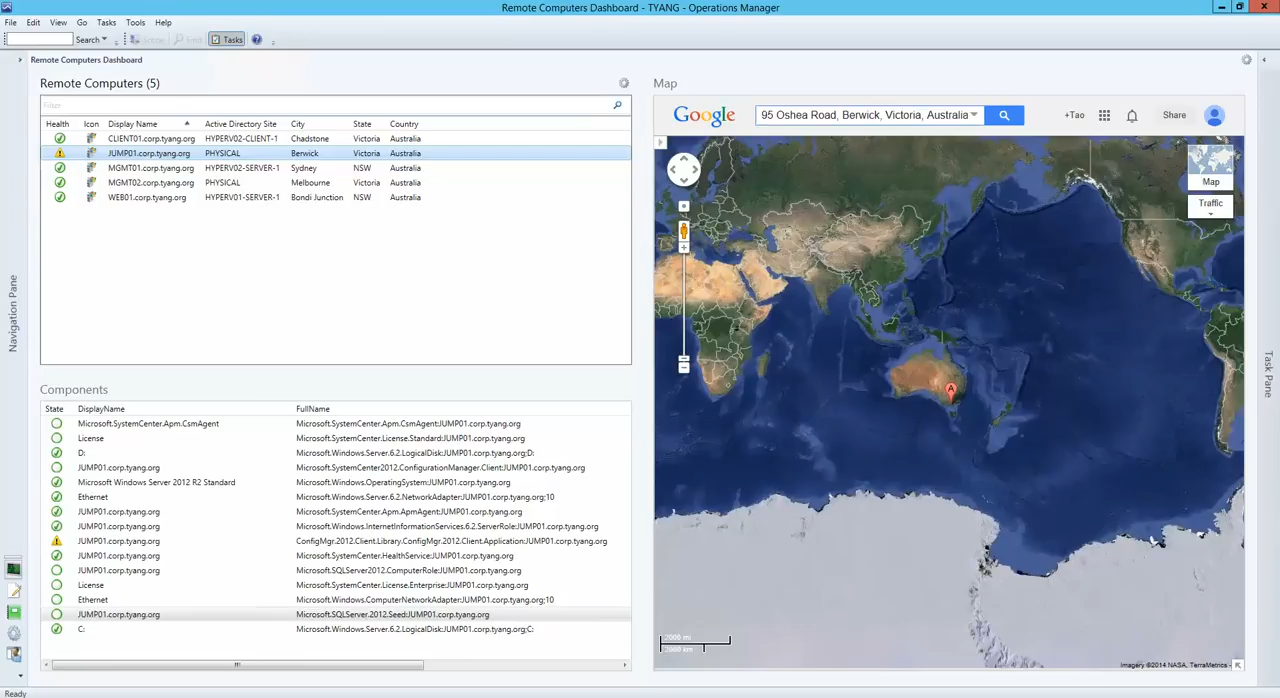 Remote Computers Dashboard - TYANG - Operations Manager
File Edit View Go Tasks Tools Help
Search Scope Find Tasks
Remote Computers Dashboard
Remote Computers (5)
Filter
Health Icon Display Name Active Directory Site City State Country
CLIENT01.corp.tyang.org HYPERV02-CLIENT-1 Chadstone Victoria Australia
JUMP01.corp.tyang.org PHYSICAL Berwick Victoria Australia
MGMT01.corp.tyang.org HYPERV02-SERVER-1 Sydney NSW Australia
MGMT02.corp.tyang.org PHYSICAL Melbourne Victoria Australia
WEB01.corp.tyang.org HYPERV01-SERVER-1 Bondi Junction NSW Australia
Navigation Pane
Components
State DisplayName FullName
Microsoft.SystemCenter.Apm.CsmAgent Microsoft.SystemCenter.Apm.CsmAgent:JUMP01.corp.tyang.org
License Microsoft.SystemCenter.License.Standard:JUMP01.corp.tyang.org
D: Microsoft.Windows.Server.6.2.LogicalDisk:JUMP01.corp.tyang.org;D:
JUMP01.corp.tyang.org Microsoft.SystemCenter2012.ConfigurationManager.Client:JUMP01.corp.tyang.org
Microsoft Windows Server 2012 R2 Standard Microsoft.Windows.OperatingSystem:JUMP01.corp.tyang.org
Ethernet Microsoft.Windows.Server.6.2.NetworkAdapter:JUMP01.corp.tyang.org;10
JUMP01.corp.tyang.org Microsoft.SystemCenter.Apm.ApmAgent:JUMP01.corp.tyang.org
JUMP01.corp.tyang.org Microsoft.Windows.InternetInformationServices.6.2.ServerRole:JUMP01.corp.tyang.org
JUMP01.corp.tyang.org ConfigMgr.2012.Client.Library.ConfigMgr.2012.Client.Application:JUMP01.corp.tyang.org
JUMP01.corp.tyang.org Microsoft.SystemCenter.HealthService:JUMP01.corp.tyang.org
JUMP01.corp.tyang.org Microsoft.SQLServer2012.ComputerRole:JUMP01.corp.tyang.org
License Microsoft.SystemCenter.License.Enterprise:JUMP01.corp.tyang.org
Ethernet Microsoft.Windows.ComputerNetworkAdapter:JUMP01.corp.tyang.org;10
JUMP01.corp.tyang.org Microsoft.SQLServer.2012.Seed:JUMP01.corp.tyang.org
C: Microsoft.Windows.Server.6.2.LogicalDisk:JUMP01.corp.tyang.org;C:
Map
Google 95 Oshea Road, Berwick, Victoria, Australia +Tao Share
Map
Traffic
A
2000 mi
2000 km
Imagery ©2014 NASA, TerraMetrics -
Task Pane
Ready